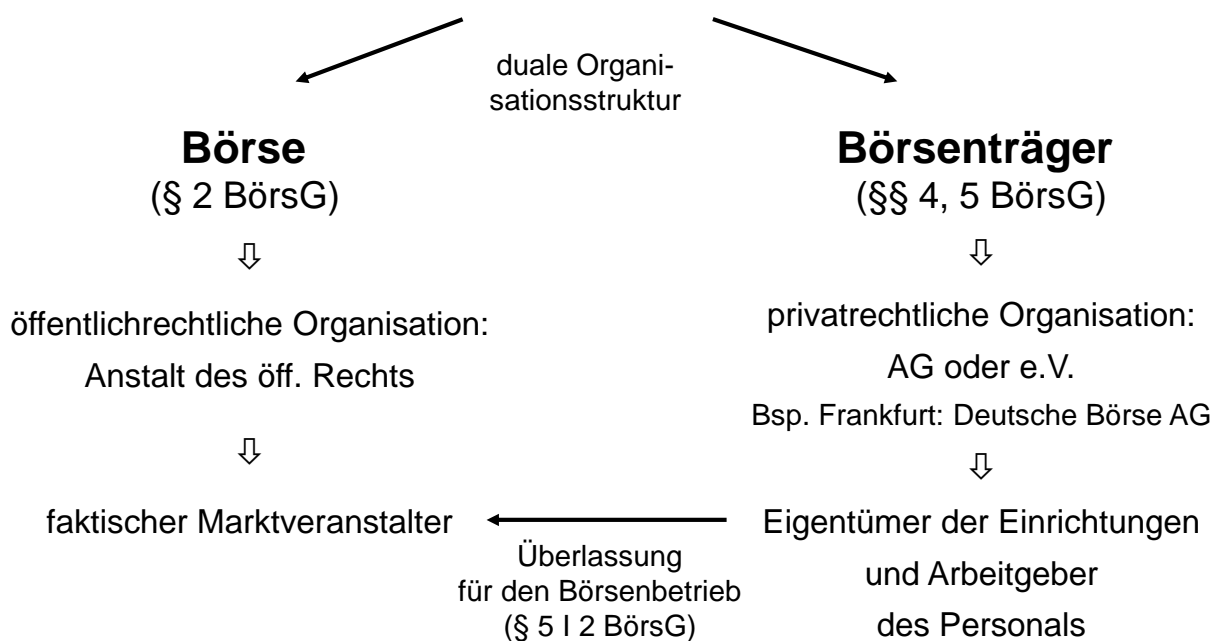 duale Organi-
sationsstruktur
Börse
(§ 2 BörsG)
öffentlichrechtliche Organisation:
Anstalt des öff. Rechts
faktischer Marktveranstalter
Börsenträger
(§§ 4, 5 BörsG)
privatrechtliche Organisation:
AG oder e.V.
Bsp. Frankfurt: Deutsche Börse AG
Eigentümer der Einrichtungen
und Arbeitgeber
des Personals
Überlassung
für den Börsenbetrieb
(§ 5 I 2 BörsG)